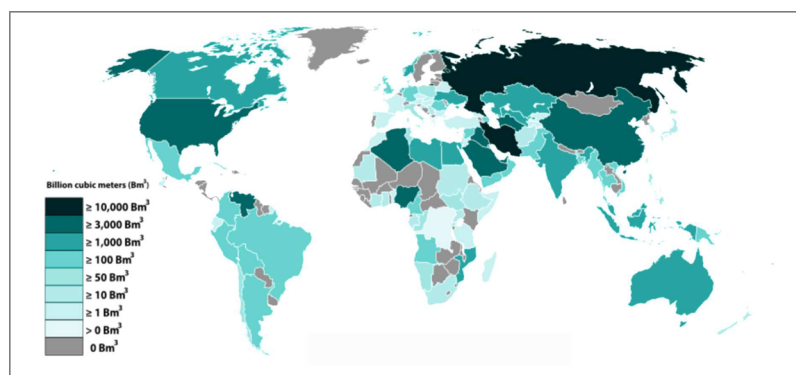 Billion cubic meters (Bm³)
≥ 10,000 Bm³
≥ 3,000 Bm³
≥ 1,000 Bm³
≥ 100 Bm³
≥ 50 Bm³
≥ 10 Bm³
≥ 1 Bm³
> 0 Bm³
0 Bm³